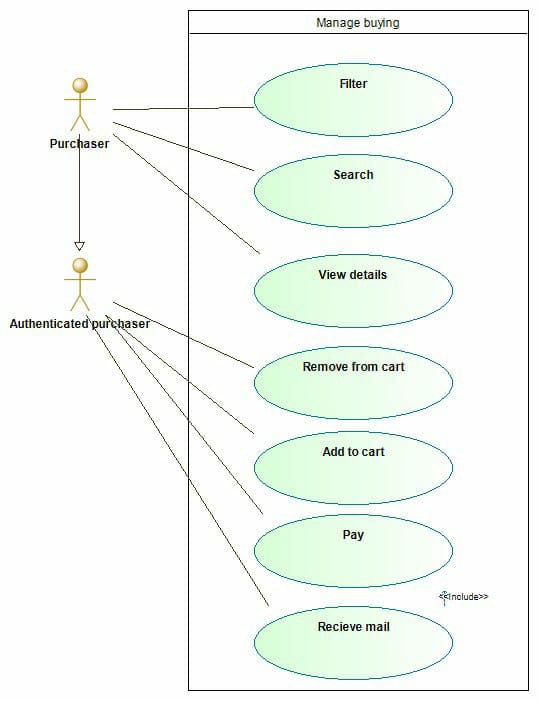 Manage buying
Filter
Purchaser
Search
View details
Authenticated purchaser
Remove from cart
Add to cart
Pay
<<Include>>
Recieve mail